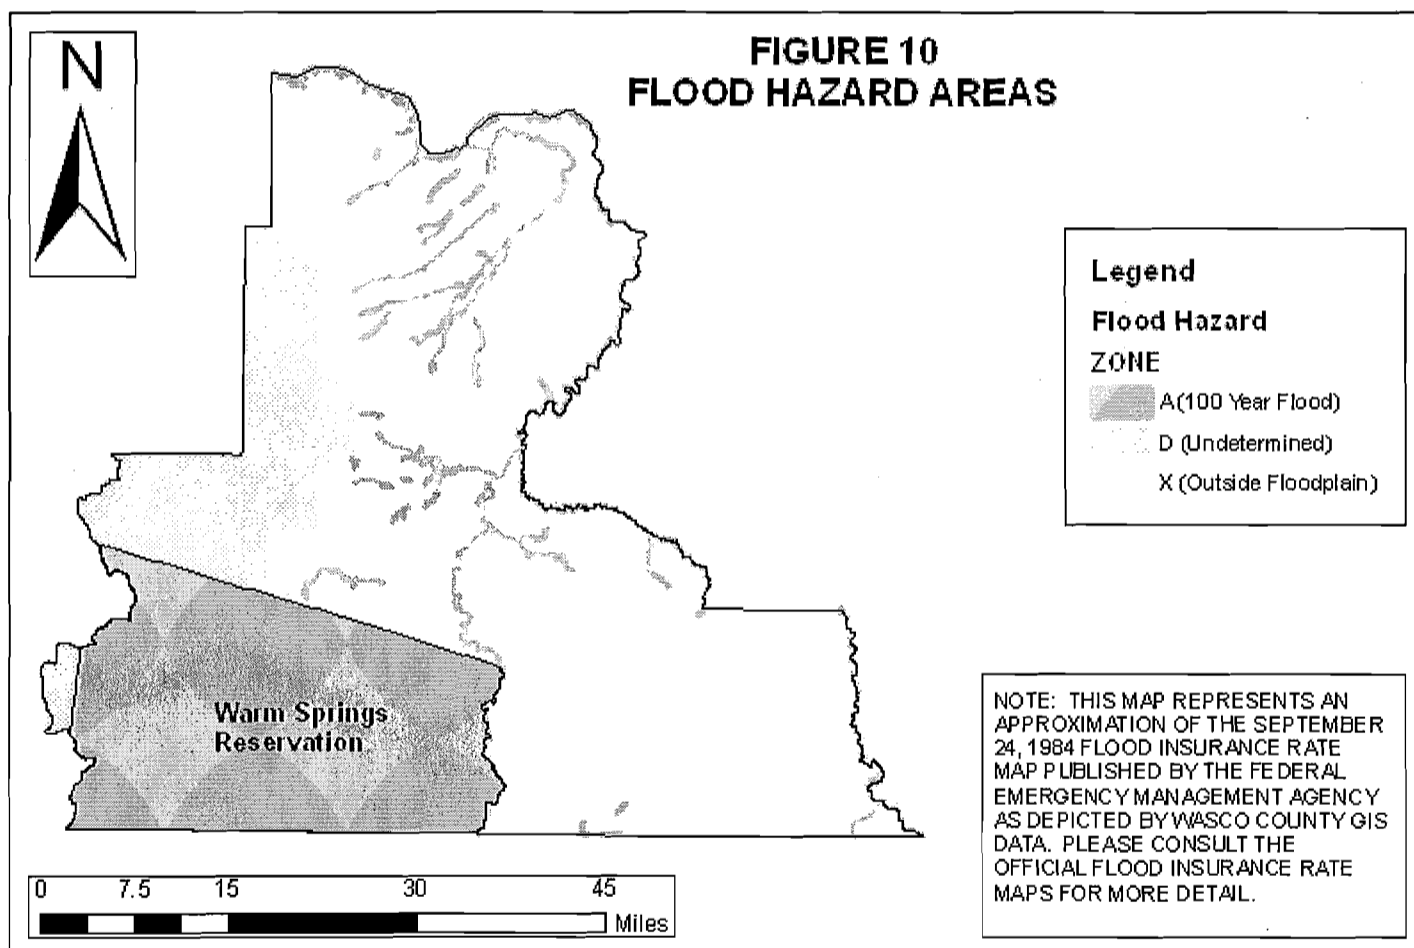 N
FIGURE 10
FLOOD HAZARD AREAS
Legend
Flood Hazard
ZONE
A (100 Year Flood)
D (Undetermined)
X (Outside Floodplain)
Warm Springs
Reservation
NOTE: THIS MAP REPRESENTS AN
APPROXIMATION OF THE SEPTEMBER
24, 1984 FLOOD INSURANCE RATE
MAP PUBLISHED BY THE FEDERAL
EMERGENCY MANAGEMENT AGENCY
AS DEPICTED BY WASCO COUNTY GIS
DATA. PLEASE CONSULT THE
OFFICIAL FLOOD INSURANCE RATE
MAPS FOR MORE DETAIL.
0 7.5 15 30 45
Miles